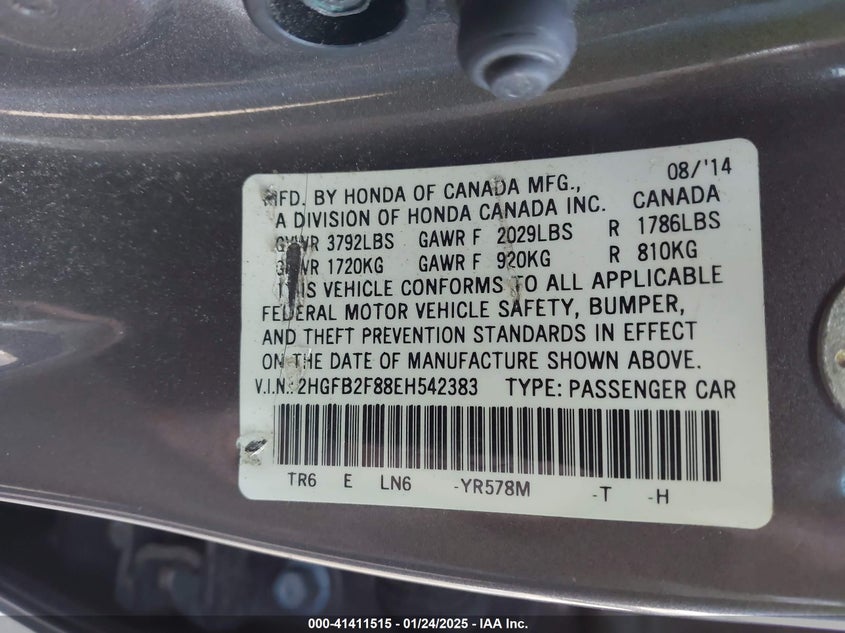 08/'14
MFD. BY HONDA OF CANADA MFG., CANADA
A DIVISION OF HONDA CANADA INC.
GVWR 3792LBS GAWR F 2029LBS R 1786LBS
GVWR 1720KG GAWR F 920KG R 810KG
THIS VEHICLE CONFORMS TO ALL APPLICABLE
FEDERAL MOTOR VEHICLE SAFETY, BUMPER,
AND THEFT PREVENTION STANDARDS IN EFFECT
ON THE DATE OF MANUFACTURE SHOWN ABOVE.
V.I.N.: 2HGFB2F88EH542383 TYPE: PASSENGER CAR
TR6 E LN6 -YR578M -T -H
000-41411515 - 01/24/2025 - © IAA Inc.